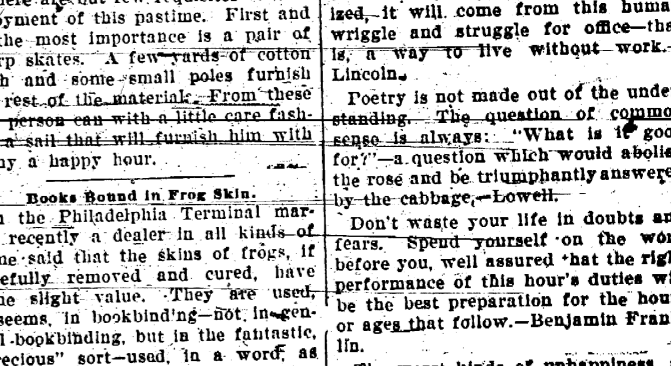 oyment of this pastime. First and
the most importance is a pair of
rp skates. A few yards of cotton
h and some small poles furnish
rest of the material. From these
person can with a little care fash-
a sail that will furnish him with
ny a happy hour.
Books Bound in Frog Skin.
n the Philadelphia Terminal mar-
recently a dealer in all kinds of
me said that the skins of frogs, if
efully removed and cured, have
ne slight value. They are used,
seems, in bookbinding—not in gen-
l bookbinding, but in the fantastic,
recious" sort—used, in a word, as
ized, it will come from this huma
wriggle and struggle for office—tha
is, a way to live without work.—
Lincoln.
Poetry is not made out of the unde
standing. The question of commo
sense is always: "What is it goo
for?"—a question which would abolis
the rose and be triumphantly answere
by the cabbage.—Lowell.
Don't waste your life in doubts an
fears. Spend yourself on the wor
before you, well assured that the righ
performance of this hour's duties wi
be the best preparation for the hou
or ages that follow.—Benjamin Fran
lin.